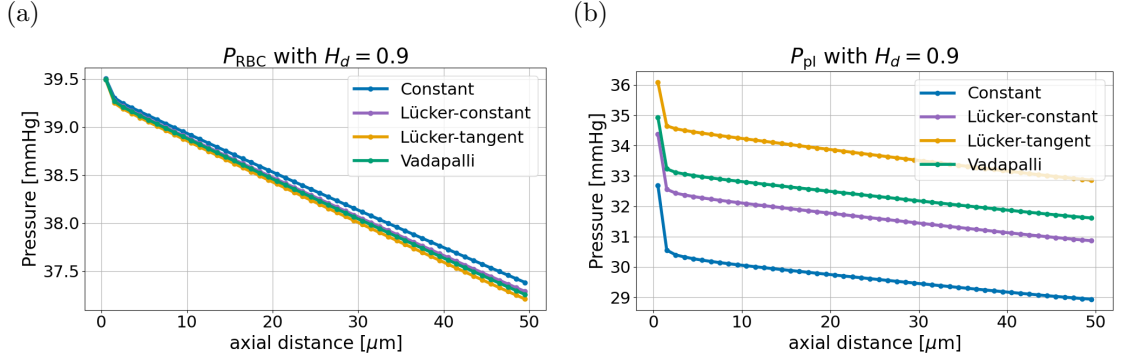 (a)
P_RBC with H_d = 0.9
Pressure [mmHg]
39.5
39.0
38.5
38.0
37.5
0
10
20
30
40
50
axial distance [μm]
Constant
Lücker-constant
Lücker-tangent
Vadapalli
(b)
P_pl with H_d = 0.9
Pressure [mmHg]
36
35
34
33
32
31
30
29
0
10
20
30
40
50
axial distance [μm]
Constant
Lücker-constant
Lücker-tangent
Vadapalli